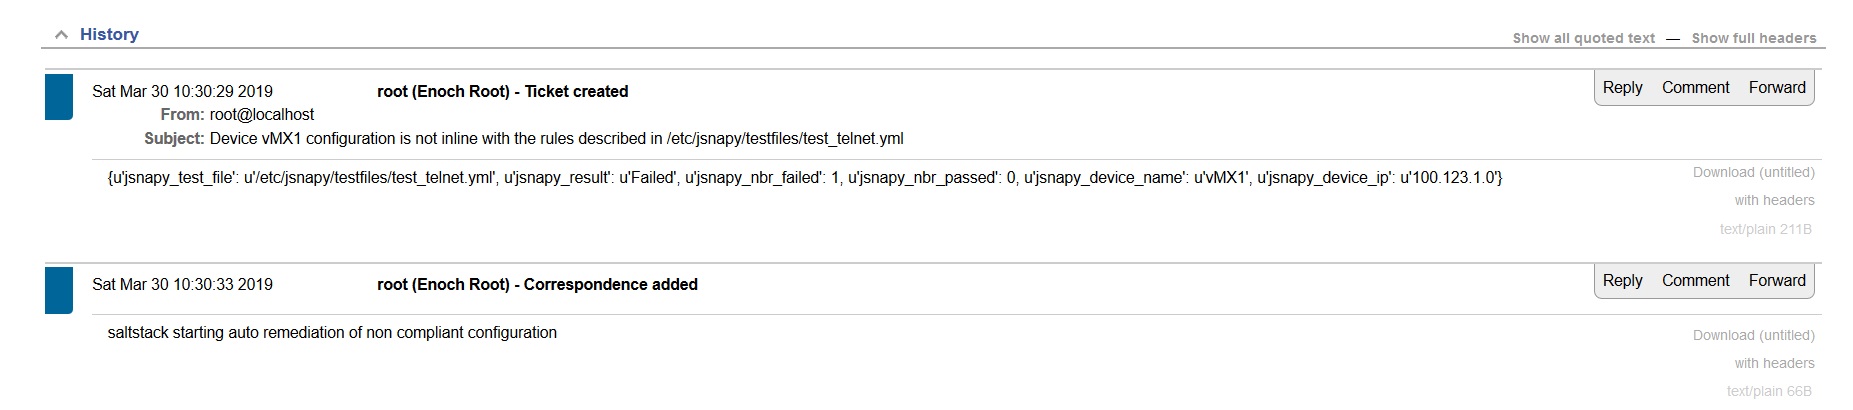 History
Show all quoted text — Show full headers
Sat Mar 30 10:30:29 2019 root (Enoch Root) - Ticket created Reply Comment Forward
From: root@localhost
Subject: Device vMX1 configuration is not inline with the rules described in /etc/jsnapy/testfiles/test_telnet.yml
{u'jsnapy_test_file': u'/etc/jsnapy/testfiles/test_telnet.yml', u'jsnapy_result': u'Failed', u'jsnapy_nbr_failed': 1, u'jsnapy_nbr_passed': 0, u'jsnapy_device_name': u'vMX1', u'jsnapy_device_ip': u'100.123.1.0'}
Download (untitled)
with headers
text/plain 211B
Sat Mar 30 10:30:33 2019 root (Enoch Root) - Correspondence added Reply Comment Forward
saltstack starting auto remediation of non compliant configuration
Download (untitled)
with headers
text/plain 66B